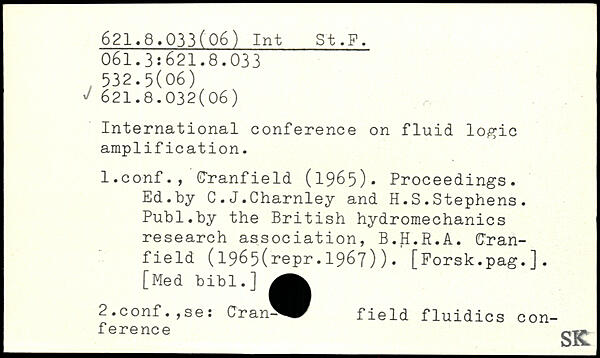 621.8.033(06) Int St.F.
061.3:621.8.033
532.5(06)
✓ 621.8.032(06)
International conference on fluid logic
amplification.
1.conf., Cranfield (1965). Proceedings.
Ed.by C.J.Charnley and H.S.Stephens.
Publ.by the British hydromechanics
research association, B.H.R.A. Cran-
field (1965(repr.1967)). [Forsk.pag.].
[Med bibl.]
2.conf.,se: Cran- field fluidics con-
ference
SK